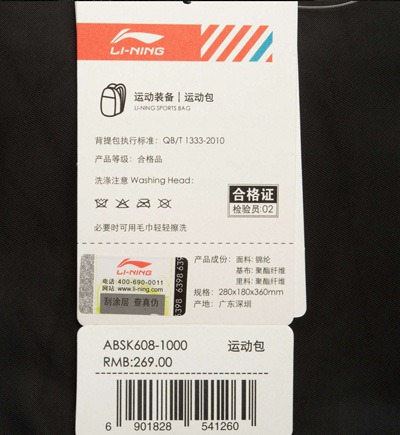 LI-NING
运动装备 | 运动包
LI-NING SPORTS BAG
背提包执行标准: QB/T 1333-2010
产品等级: 合格品
洗涤注意 Washing Head:
合格证
检验员:02
必要时可用毛巾轻轻擦洗
LI-NING
电话 400-690-0011
网站 www.li-ning.com
刮涂层 查真伪
6398 6398 639
产品成份: 面料: 锦纶
基布: 聚酯纤维
里料: 聚酯纤维
规格: 280x180x360mm
产地: 广东深圳
ABSK608-1000 运动包
RMB:269.00
6 901828 541260